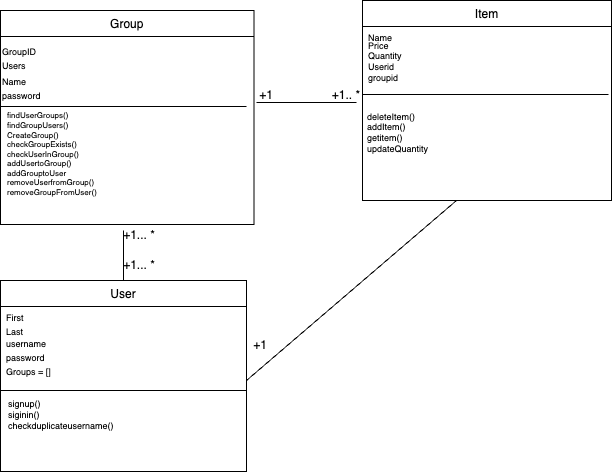 Group
GroupID
Users
Name
password
findUserGroups()
findGroupUsers()
CreateGroup()
checkGroupExists()
checkUserInGroup()
addUsertoGroup()
addGrouptoUser
removeUserfromGroup()
removeGroupFromUser()
+1
+1.. *
Item
Name
Price
Quantity
Userid
groupid
deleteItem()
addItem()
getitem()
updateQuantity
+1... *
+1... *
User
First
Last
username
password
Groups = []
signup()
siginin()
checkduplicateusername()
+1